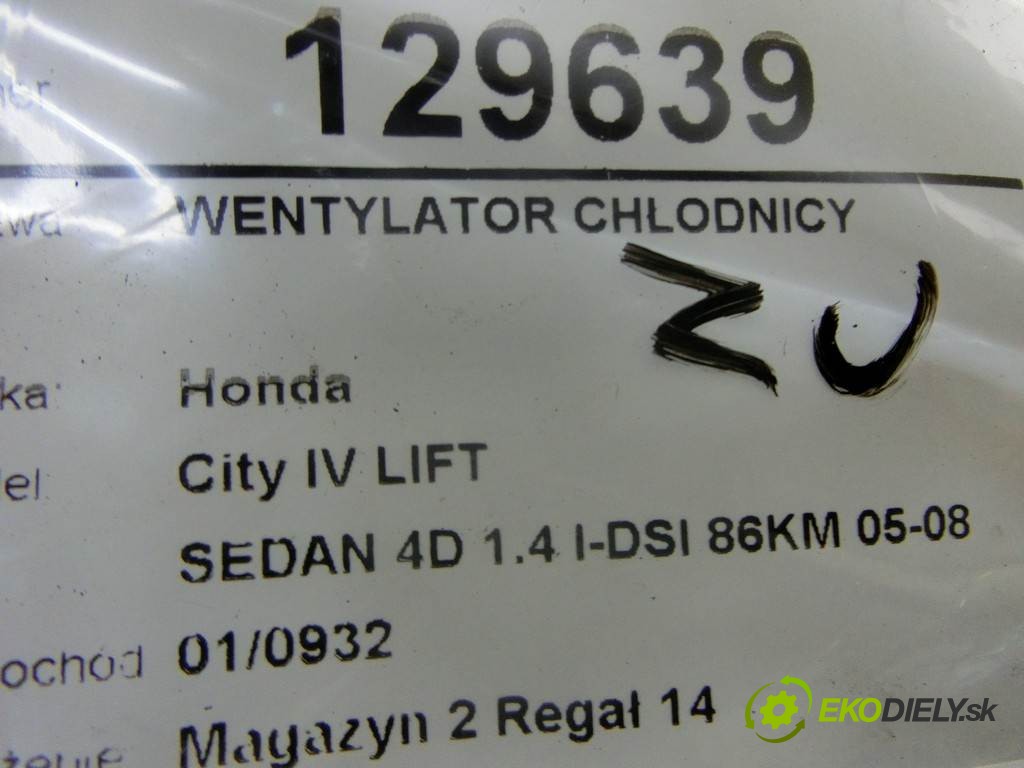 129639
WENTYLATOR CHŁODNICY
Honda
City IV LIFT
SEDAN 4D 1.4 I-DSI 86KM 05-08
ochód 01/0932
Magazyn 2 Regał 14
EKODIELY.sk